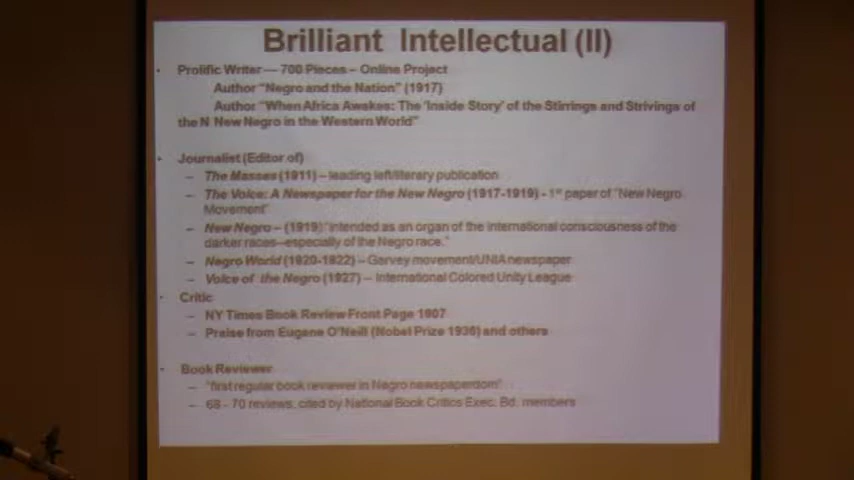 Brilliant Intellectual (II)
• Prolific Writer — 700 Pieces – Online Project
Author "Negro and the Nation" (1917)
Author "When Africa Awakes: The 'Inside Story' of the Stirrings and Strivings of
the N New Negro in the Western World"
• Journalist (Editor of)
– The Masses (1911) – leading left/literary publication
– The Voice: A Newspaper for the New Negro (1917-1919) - 1st paper of "New Negro
Movement"
– New Negro – (1919) "intended as an organ of the international consciousness of the
darker races--especially of the Negro race."
– Negro World (1920-1922) – Garvey movement/UNIA newspaper
– Voice of the Negro (1927) – International Colored Unity League
• Critic
– NY Times Book Review Front Page 1907
– Praise from Eugene O'Neill (Nobel Prize 1936) and others
• Book Reviewer
– "first regular book reviewer in Negro newspaperdom"
– 68 - 70 reviews, cited by National Book Critics Exec. Bd. members